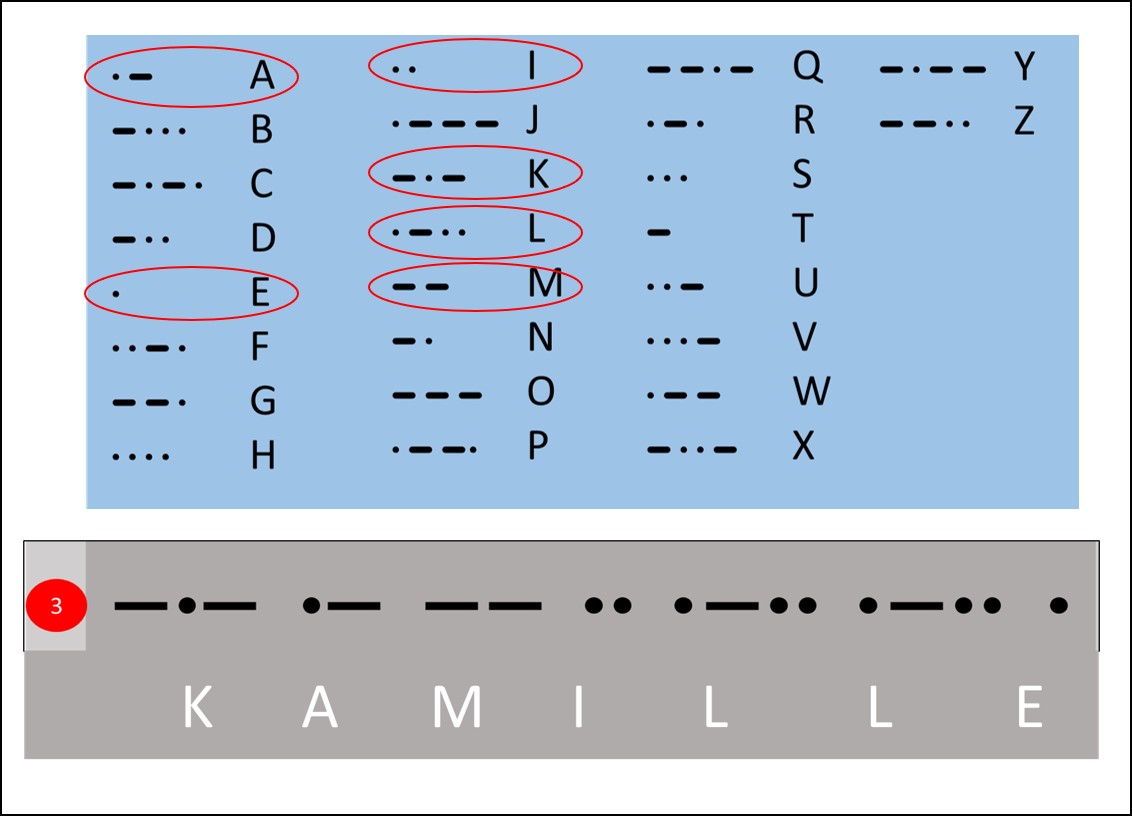 ·− A
−··· B
−·−· C
−·· D
· E
··−· F
−−· G
···· H
·· I
·−−− J
−·− K
·−·· L
−− M
−· N
−−− O
·−−· P
−−·− Q
·−· R
··· S
− T
··− U
···− V
·−− W
−··− X
−·−− Y
−−·· Z
3 −·− ·− −− ·· ·−·· ·−·· ·
K A M I L L E